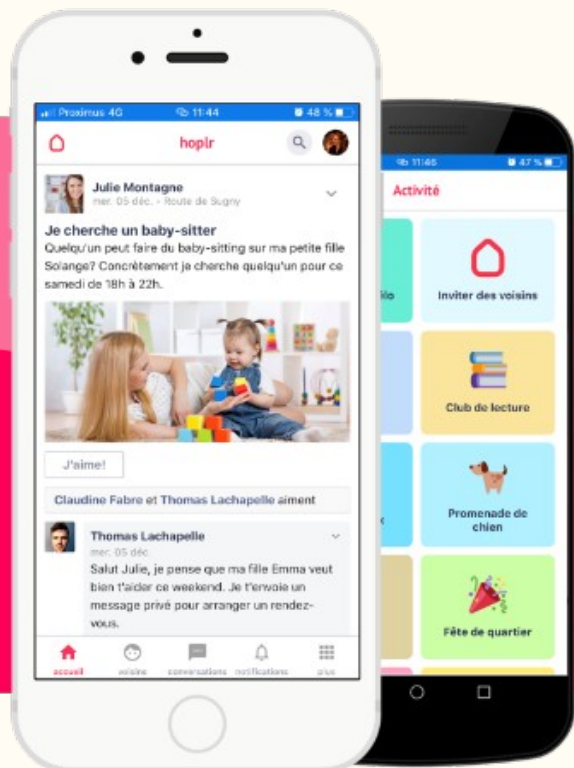 Proximus 4G 11:44 48 %
hoplr
Julie Montagne
mer. 05 déc. - Route de Sugny
Je cherche un baby-sitter
Quelqu'un peut faire du baby-sitting sur ma petite fille
Solange? Concrètement je cherche quelqu'un pour ce
samedi de 18h à 22h.
J'aime!
Claudine Fabre et Thomas Lachapelle aiment
Thomas Lachapelle
mer. 05 déc.
Salut Julie, je pense que ma fille Emma veut
bien t'aider ce weekend. Je t'envoie un
message privé pour arranger un rendez-
vous.
accueil voisins conversations notifications plus
11:46 47 %
Activité
Inviter des voisins
Club de lecture
Promenade de
chien
Fête de quartier